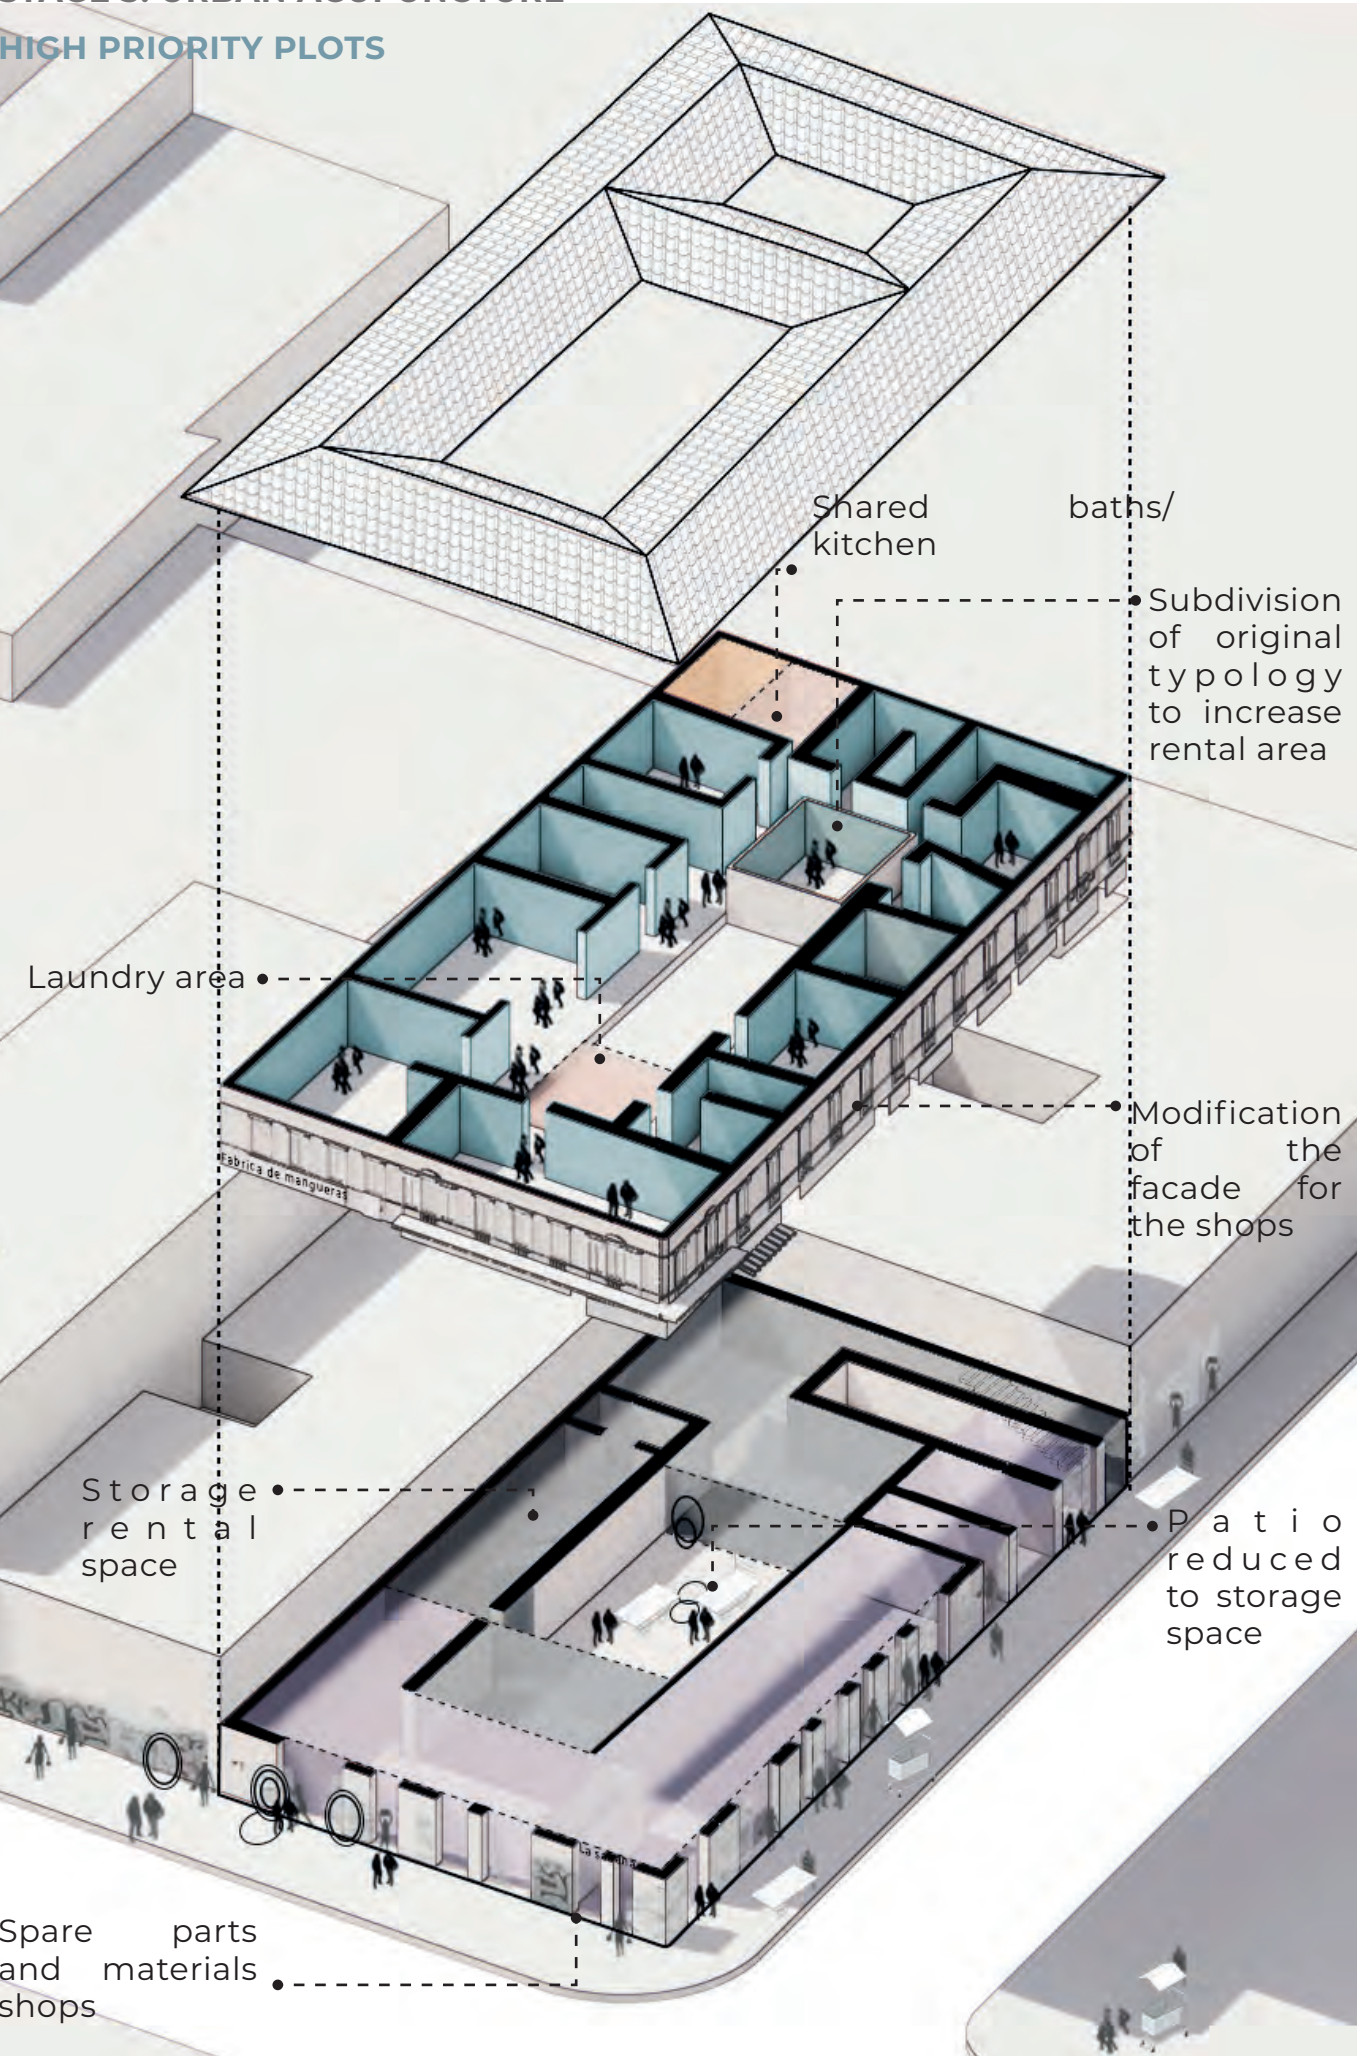 HIGH PRIORITY PLOTS
Shared baths/
kitchen
Subdivision
of original
typology
to increase
rental area
Laundry area
Modification
of the
facade for
the shops
Fabrica de mangueras
Storage
rental
space
Patio
reduced
to storage
space
Spare parts
and materials
shops